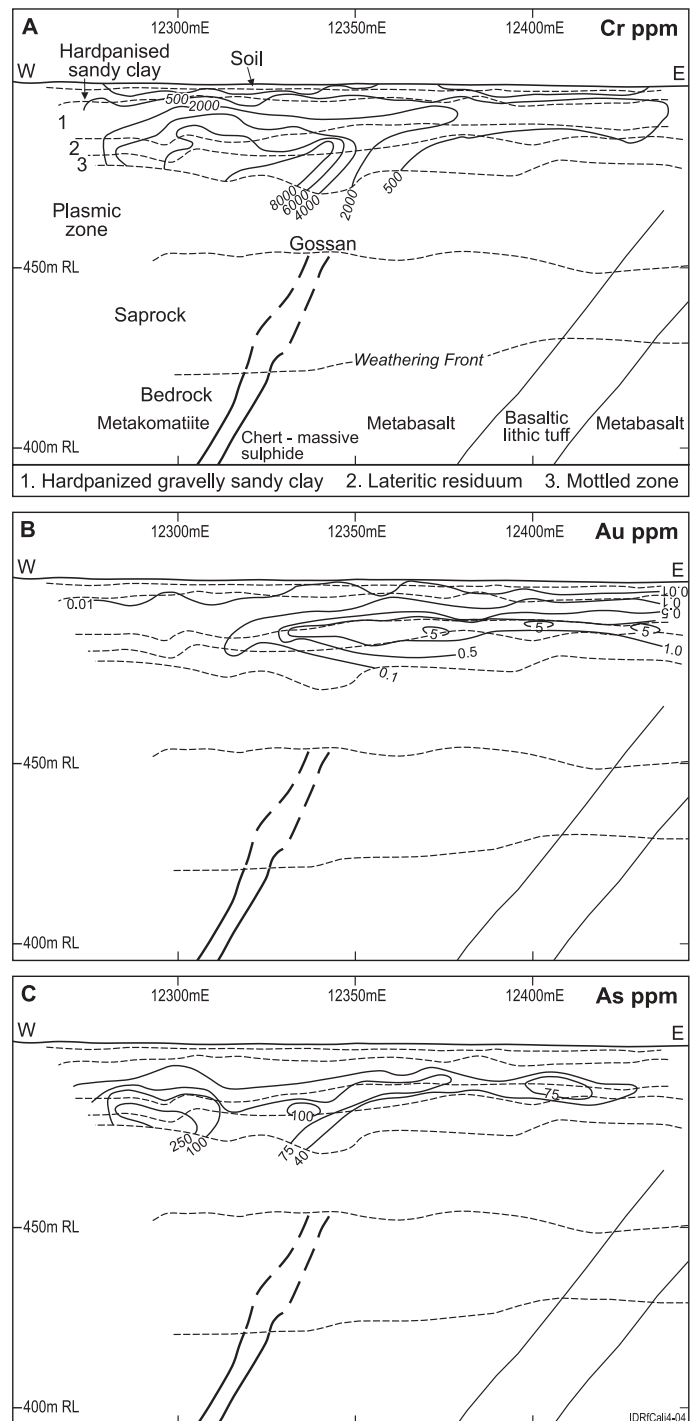 A
12300mE
12350mE
12400mE
Cr ppm
Hardpanised
sandy clay
Soil
W
E
500
2000
1
2
3
8000
6000
4000
2000
500
Plasmic
zone
Gossan
450m RL
Saprock
Weathering Front
Bedrock
Metakomatiite
Chert - massive
sulphide
Metabasalt
Basaltic
lithic tuff
Metabasalt
400m RL
1. Hardpanized gravelly sandy clay 2. Lateritic residuum 3. Mottled zone
B
12300mE
12350mE
12400mE
Au ppm
W
E
0.01
0.01
0.1
0.5
5
5
5
0.5
1.0
0.1
450m RL
400m RL
C
12300mE
12350mE
12400mE
As ppm
W
E
75
100
250
100
75
40
450m RL
400m RL
IDRfCali4-04